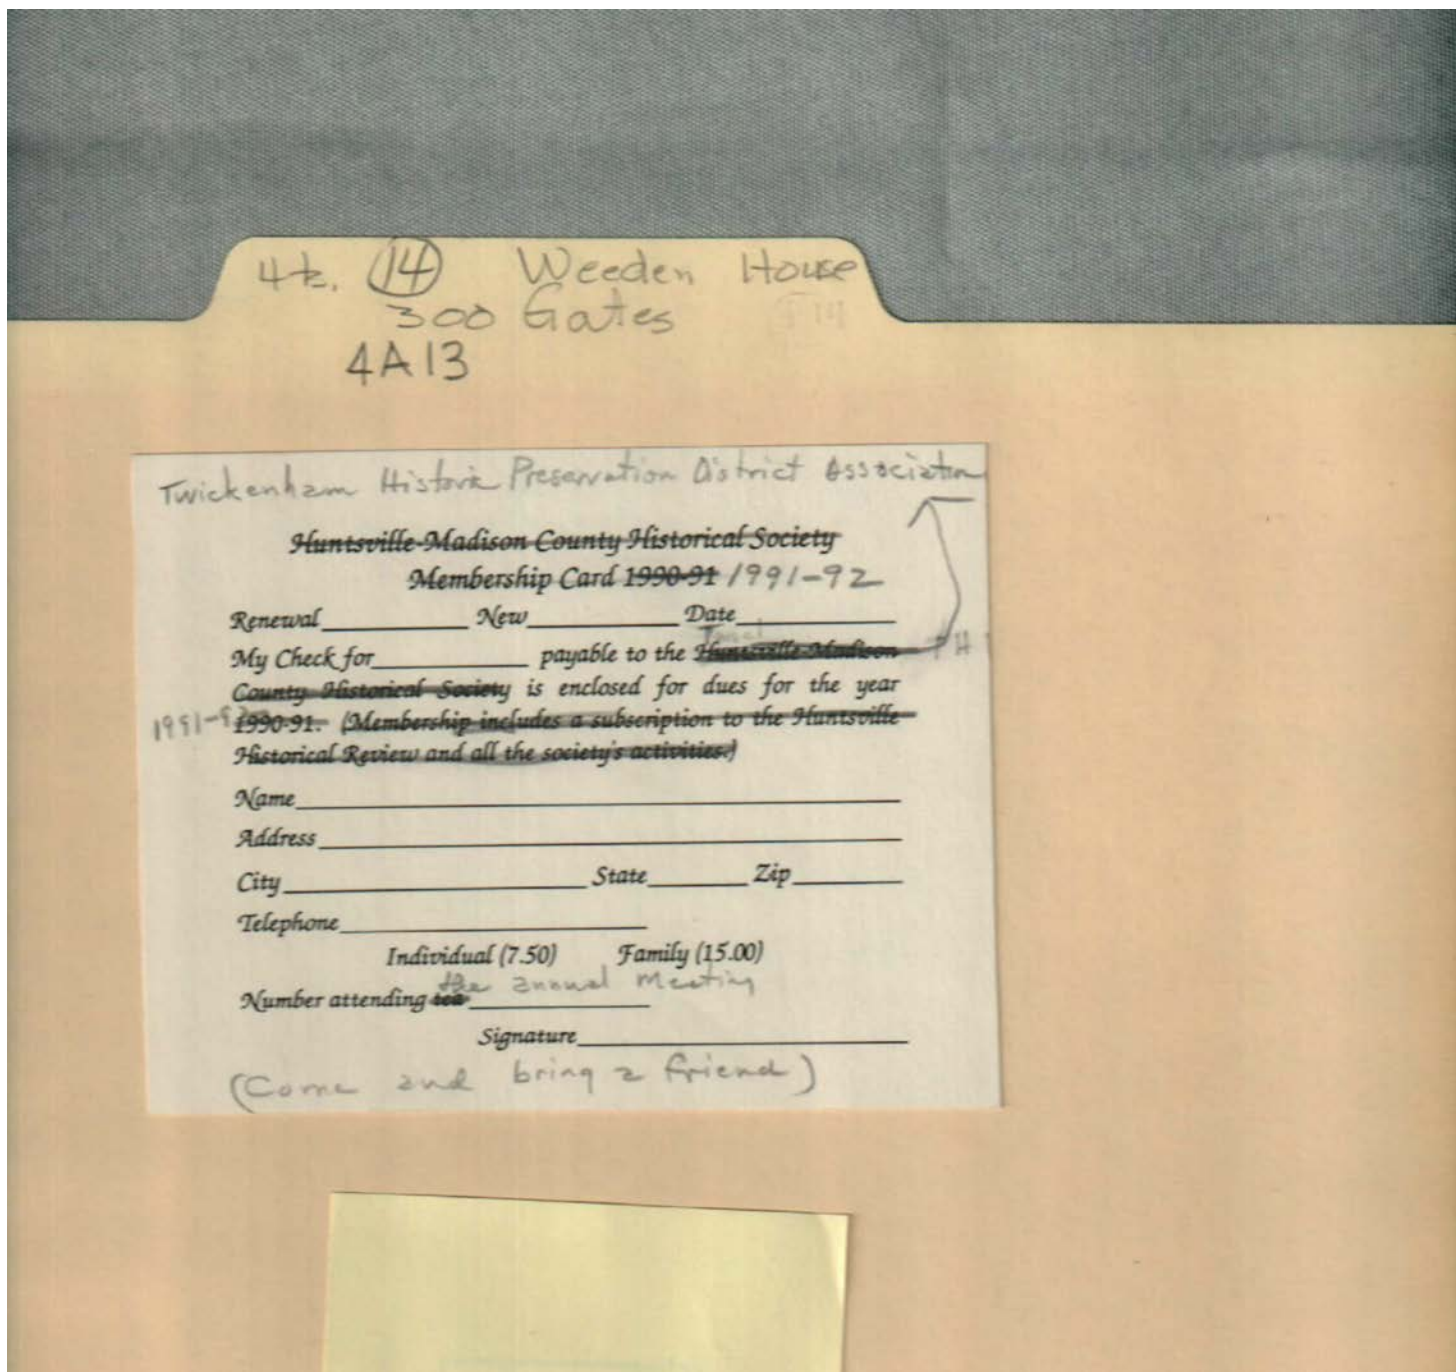 4k. 14 Weeden House
300 Gates
4A13
Twickenham Historic Preservation District Association
Huntsville-Madison County Historical Society
Membership Card 1990-91 1991-92
Renewal New Date
My Check for payable to the Huntsville-Madison
County Historical Society is enclosed for dues for the year
1991-92 1990-91. (Membership includes a subscription to the Huntsville
Historical Review and all the society's activities.)
Name
Address
City State Zip
Telephone
Individual (7.50) Family (15.00)
the annual meeting
Number attending tea
Signature
(Come and bring a friend)